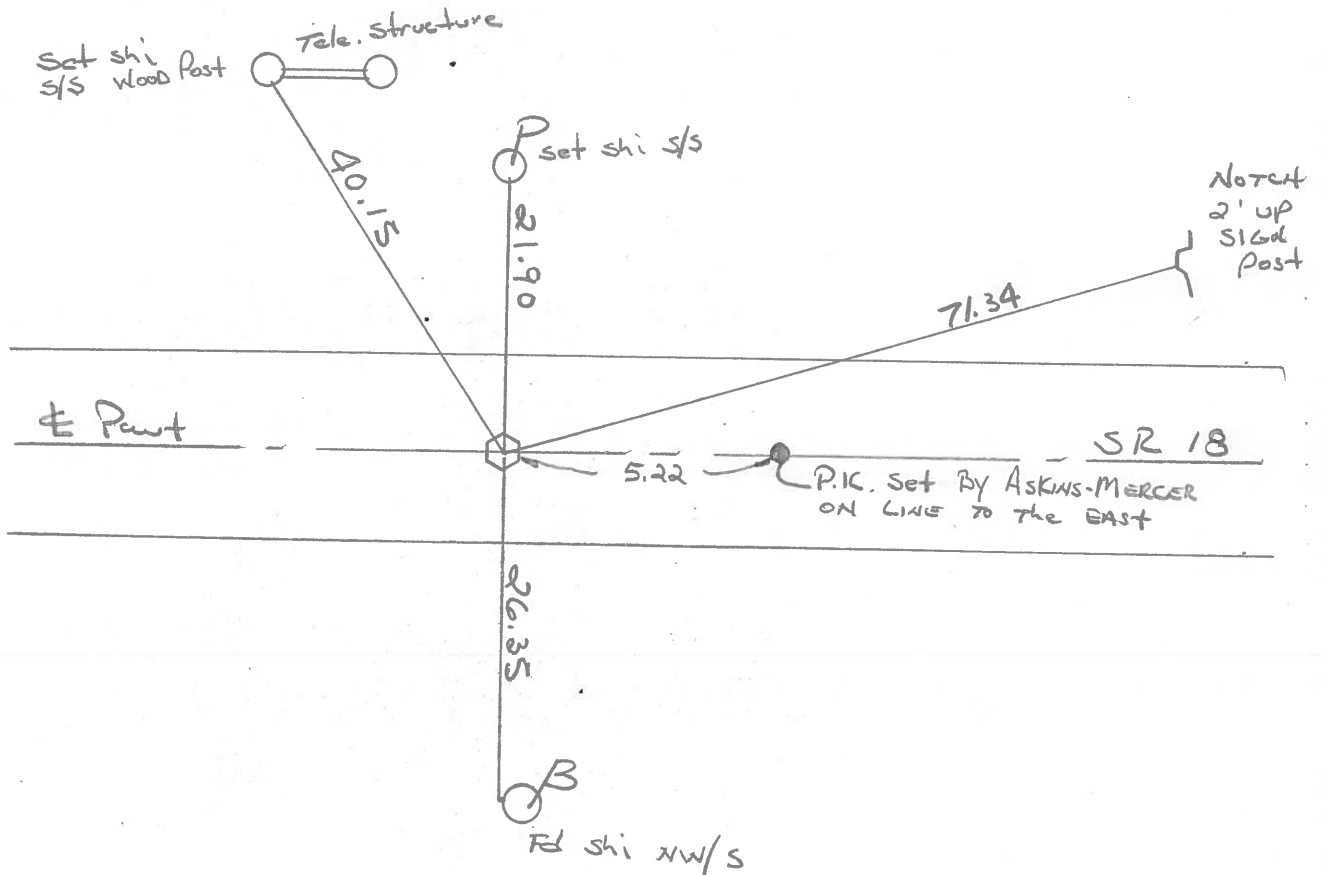 Tele. Structure
Set shi
S/S Wood Post
P
set shi s/s
40.15
21.90
NOTCH
2' UP
SIGN
Post
71.34
℄ Pavt
SR 18
5.22
P.K. Set By ASKINS-MERCER
ON LINE TO The EAST
26.35
B
Fd shi NW/S